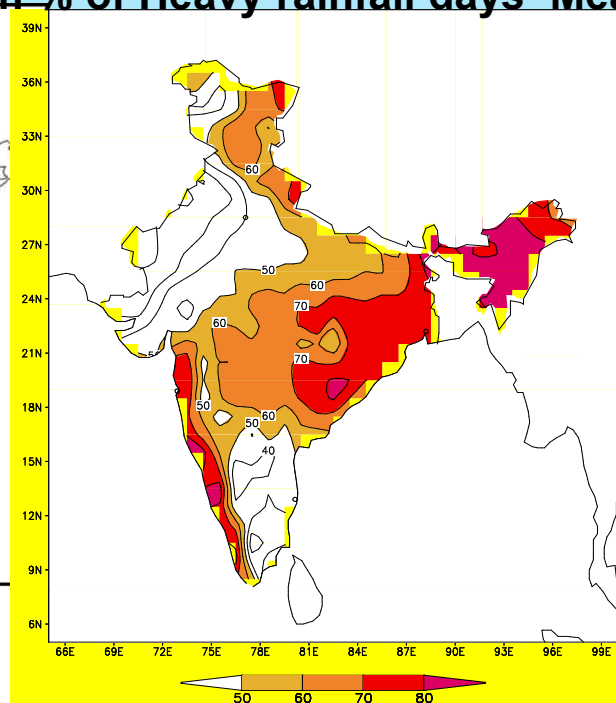 % of Heavy rainfall days
39N
36N
33N
30N
27N
24N
21N
18N
15N
12N
9N
6N
60
50
60
70
60
70
50
60
50
40
66E 69E 72E 75E 78E 81E 84E 87E 90E 93E 96E 99E
50 60 70 80